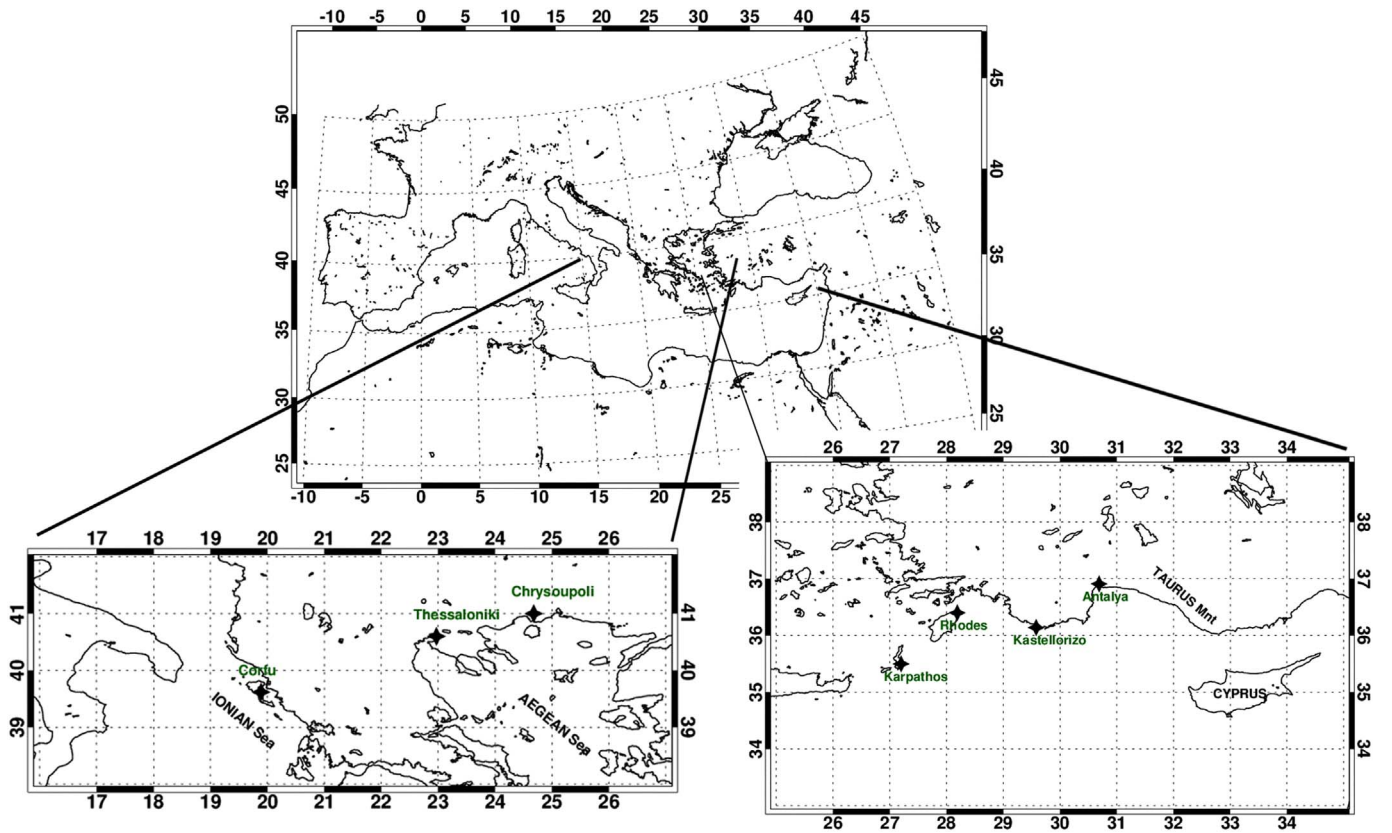 -10 -5 0 5 10 15 20 25 30 35 40 45
50
45
40
35
30
25
45
40
35
30
25
-10 -5 0 5 10 15 20 25
17 18 19 20 21 22 23 24 25 26
41
40
39
41
40
39
Chrysoupoli
Thessaloniki
Corfu
IONIAN Sea
AEGEAN Sea
17 18 19 20 21 22 23 24 25 26
26 27 28 29 30 31 32 33 34
38
37
36
35
34
38
37
36
35
34
TAURUS Mnt
Antalya
Rhodes
Kastellorizo
Karpathos
CYPRUS
26 27 28 29 30 31 32 33 34